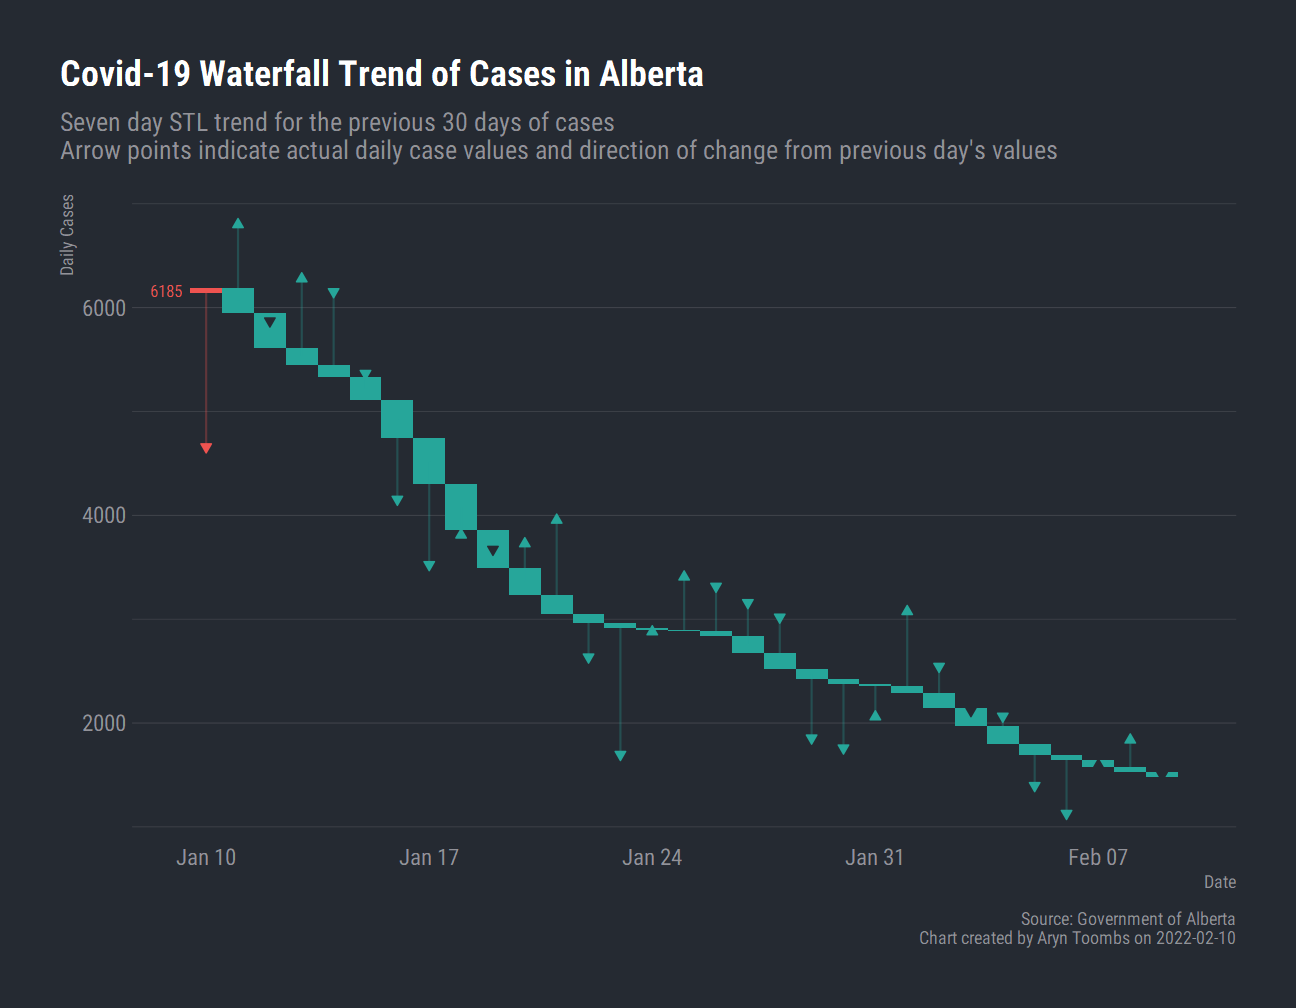 Covid-19 Waterfall Trend of Cases in Alberta
Seven day STL trend for the previous 30 days of cases
Arrow points indicate actual daily case values and direction of change from previous day's values
Daily Cases
6185
6000
4000
2000
Jan 10
Jan 17
Jan 24
Jan 31
Feb 07
Date
Source: Government of Alberta
Chart created by Aryn Toombs on 2022-02-10